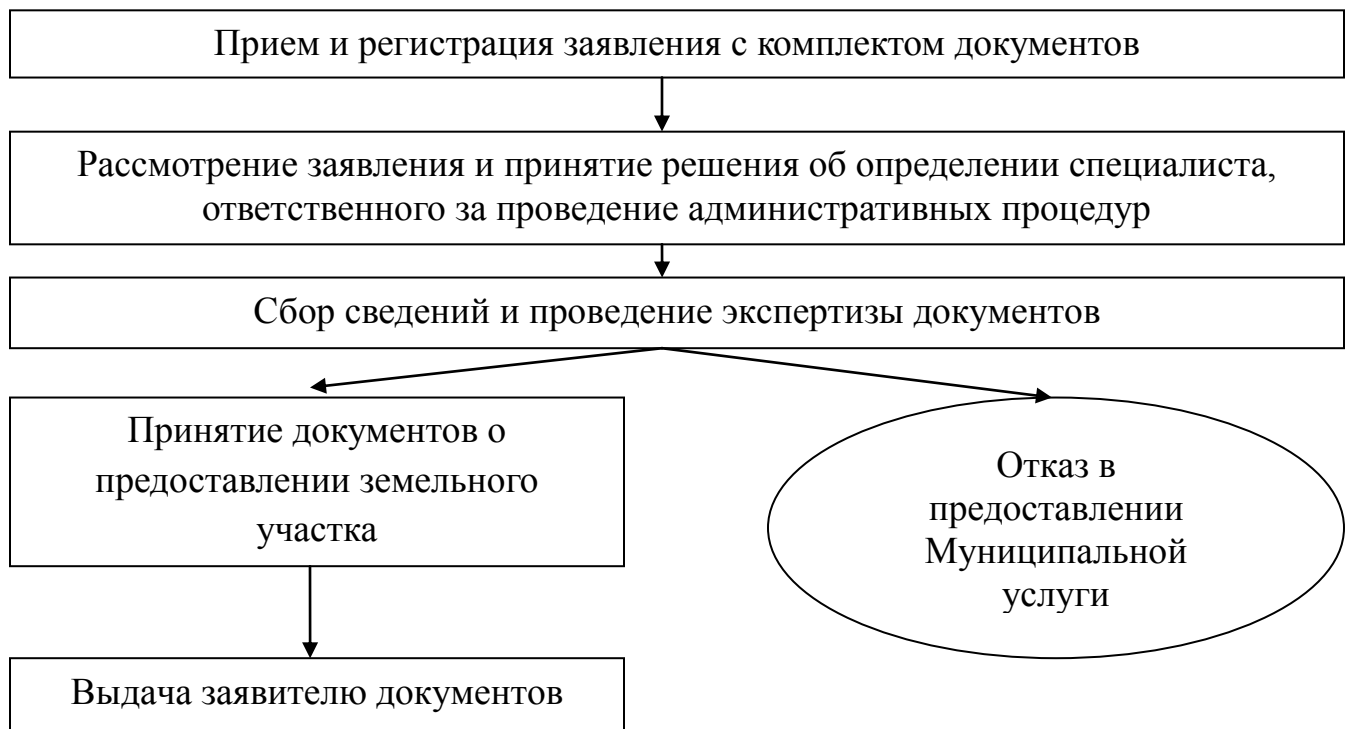 Прием и регистрация заявления с комплектом документов
Рассмотрение заявления и принятие решения об определении специалиста,
ответственного за проведение административных процедур
Сбор сведений и проведение экспертизы документов
Принятие документов о
предоставлении земельного
участка
Отказ в
предоставлении
Муниципальной
услуги
Выдача заявителю документов